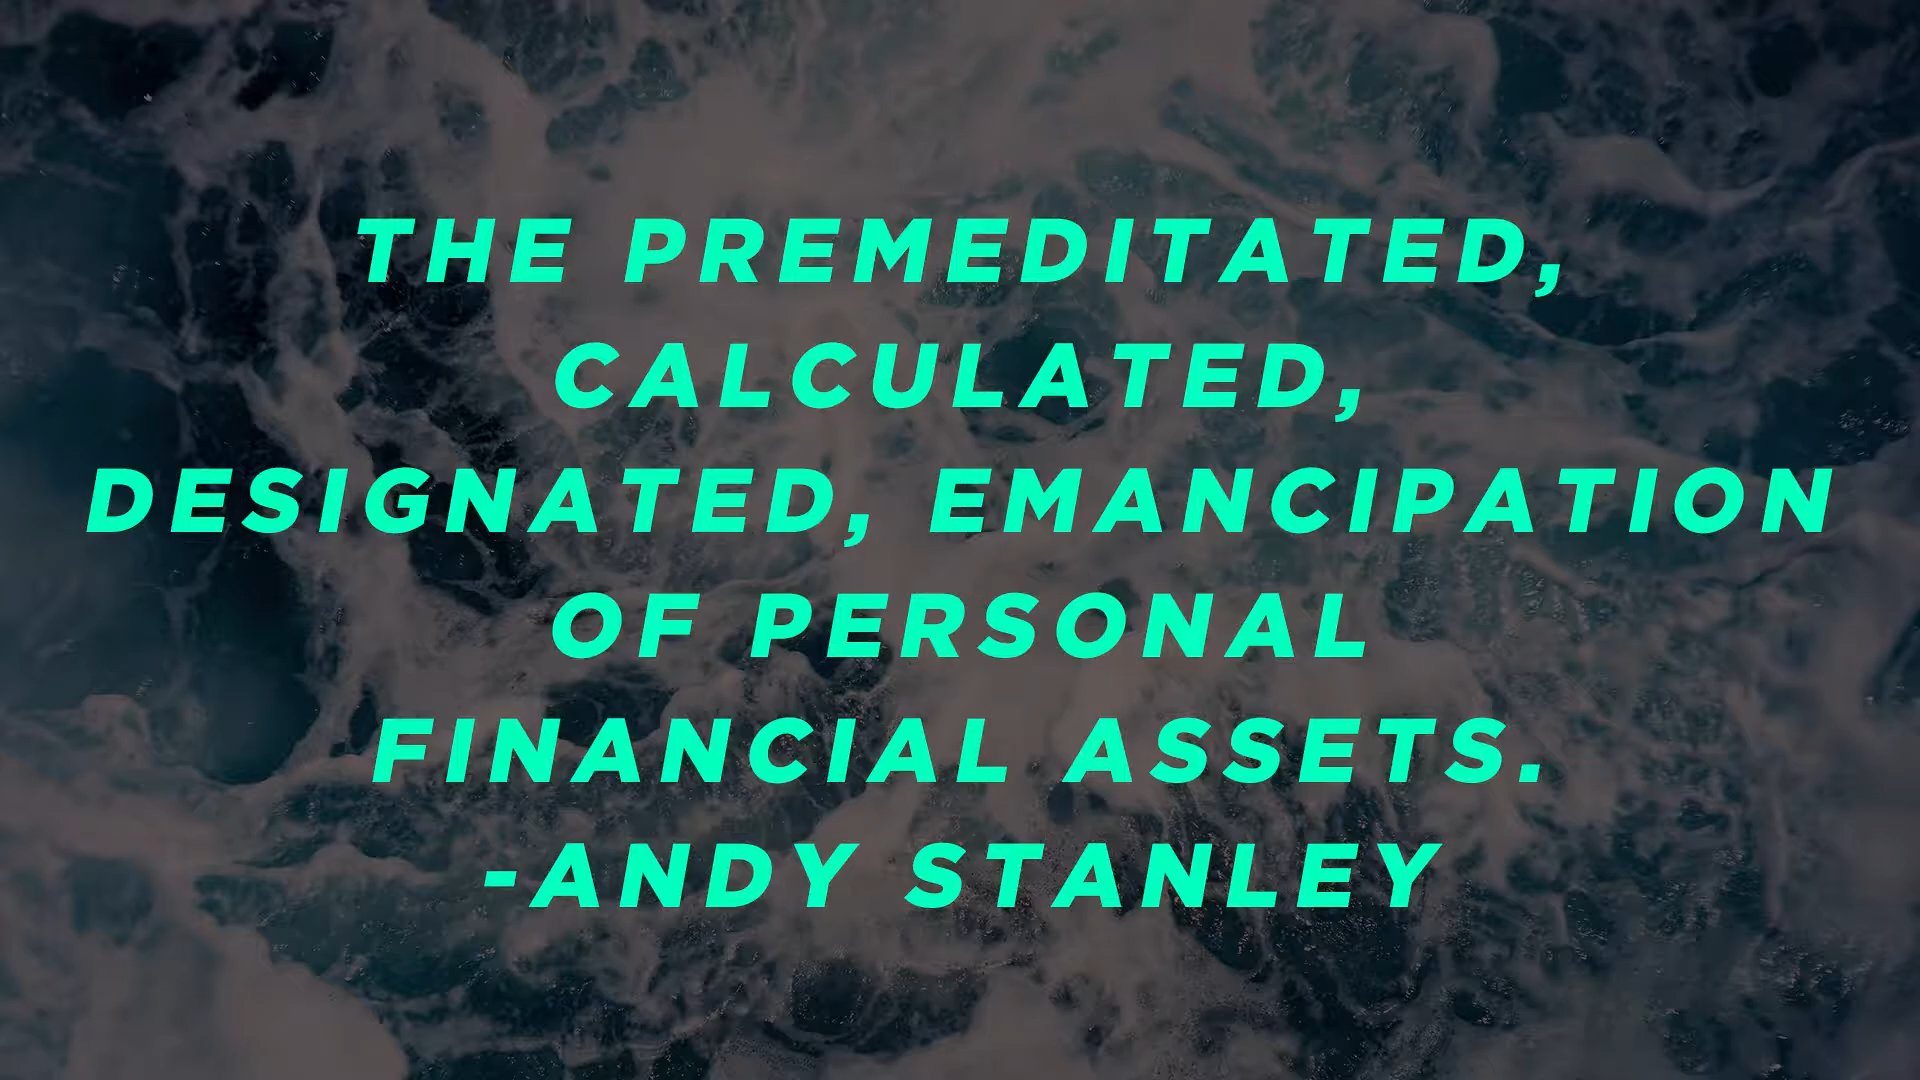 THE PREMEDITATED,
CALCULATED,
DESIGNATED, EMANCIPATION
OF PERSONAL
FINANCIAL ASSETS.
-ANDY STANLEY